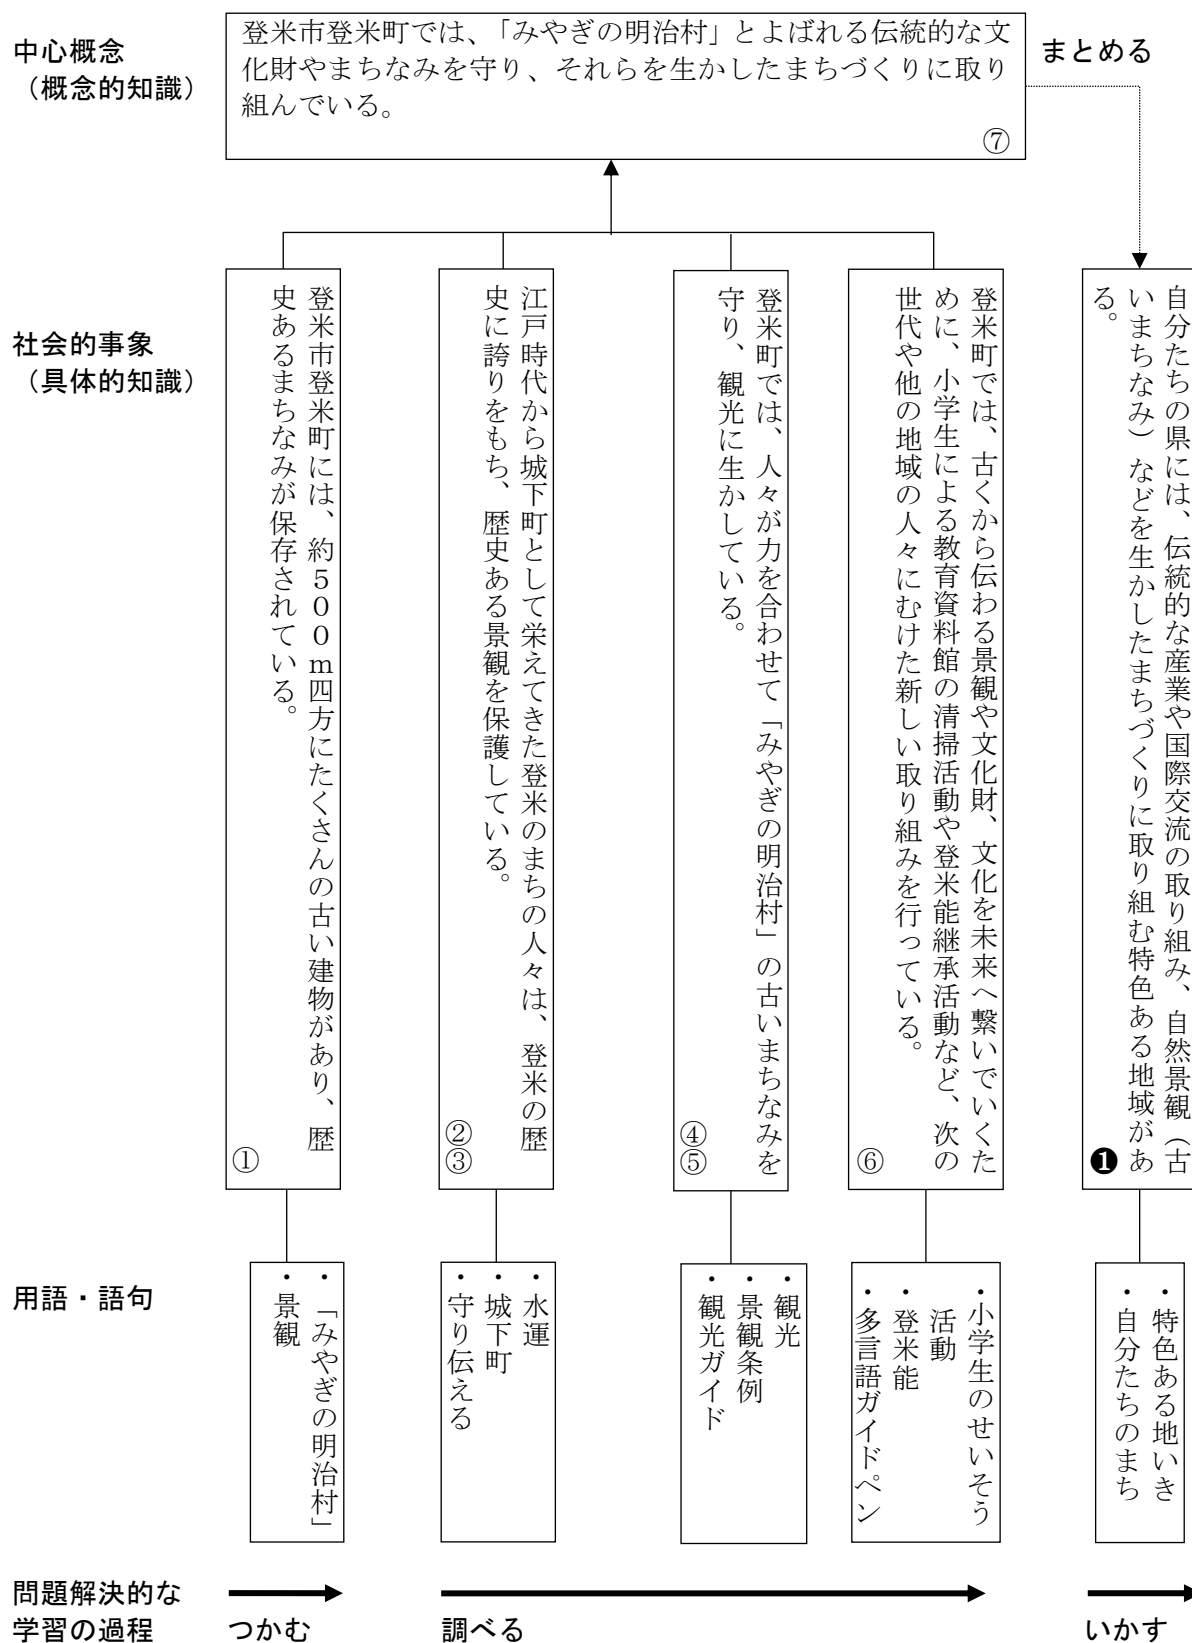 中心概念
（概念的知識）
登米市登米町では、「みやぎの明治村」とよばれる伝統的な文
化財やまちなみを守り、それらを生かしたまちづくりに取り
組んでいる。
⑦
まとめる
社会的事象
（具体的知識）
登米市登米町には、約５００ｍ四方にたくさんの古い建物があり、歴
史あるまちなみが保存されている。
①
江戸時代から城下町として栄えてきた登米のまちの人々は、登米の歴
史に誇りをもち、歴史ある景観を保護している。
②
③
登米町では、人々が力を合わせて「みやぎの明治村」の古いまちなみを
守り、観光に生かしている。
④
⑤
登米町では、古くから伝わる景観や文化財、文化を未来へ繋いでいくた
めに、小学生による教育資料館の清掃活動や登米能継承活動など、次の
世代や他の地域の人々にむけた新しい取り組みを行っている。
⑥
自分たちの県には、伝統的な産業や国際交流の取り組み、自然景観（古
いまちなみ）などを生かしたまちづくりに取り組む特色ある地域があ
る。
❶
用語・語句
・「みやぎの明治村」
・景観
・水運
・城下町
・守り伝える
・観光
・景観条例
・観光ガイド
・小学生のせいそう
活動
・登米能
・多言語ガイドペン
・特色ある地いき
・自分たちのまち
問題解決的な
学習の過程
つかむ
調べる
いかす